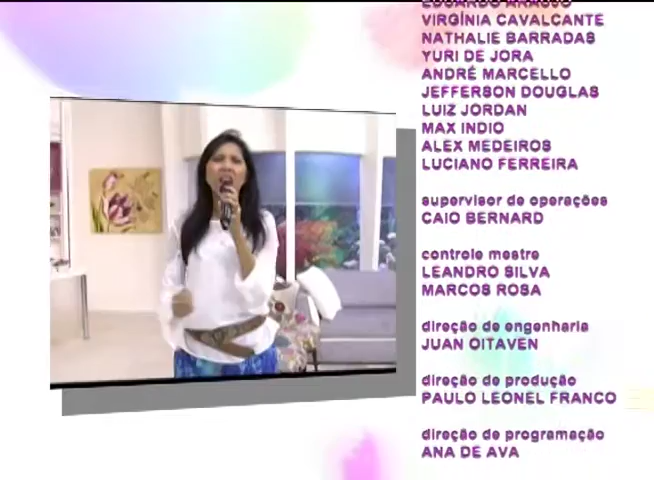 EDUARDO ARAUJO
VIRGÍNIA CAVALCANTE
NATHALIE BARRADAS
YURI DE JORA
ANDRÉ MARCELLO
JEFFERSON DOUGLAS
LUIZ JORDAN
MAX INDIO
ALEX MEDEIROS
LUCIANO FERREIRA
supervisor de operações
CAIO BERNARD
controle mestre
LEANDRO SILVA
MARCOS ROSA
direção de engenharia
JUAN OITAVEN
direção de produção
PAULO LEONEL FRANCO
direção de programação
ANA DE AVA